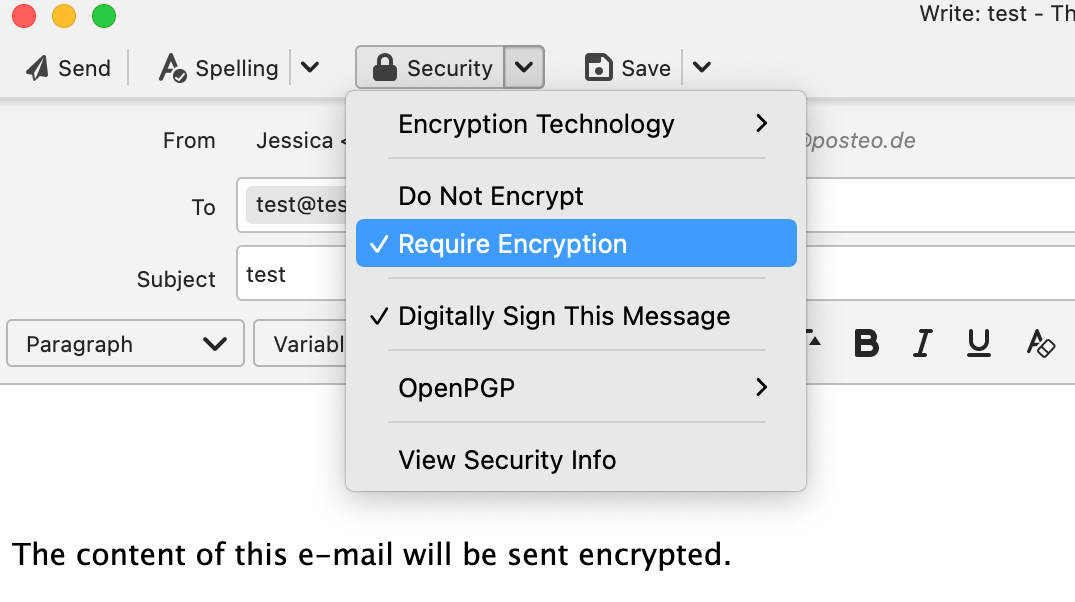 Write: test - Th
Send Spelling Security Save
Encryption Technology
From Jessica < @posteo.de
Do Not Encrypt
To test@tes
Require Encryption
Subject test
Digitally Sign This Message
Paragraph Variabl B I U A
OpenPGP
View Security Info
The content of this e-mail will be sent encrypted.